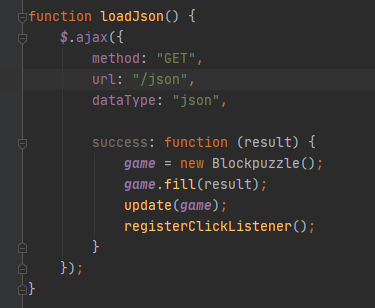 function loadJson() {
    $.ajax({
        method: "GET",
        url: "/json",
        dataType: "json",

        success: function (result) {
            game = new Blockpuzzle();
            game.fill(result);
            update(game);
            registerClickListener();
        }
    });
}